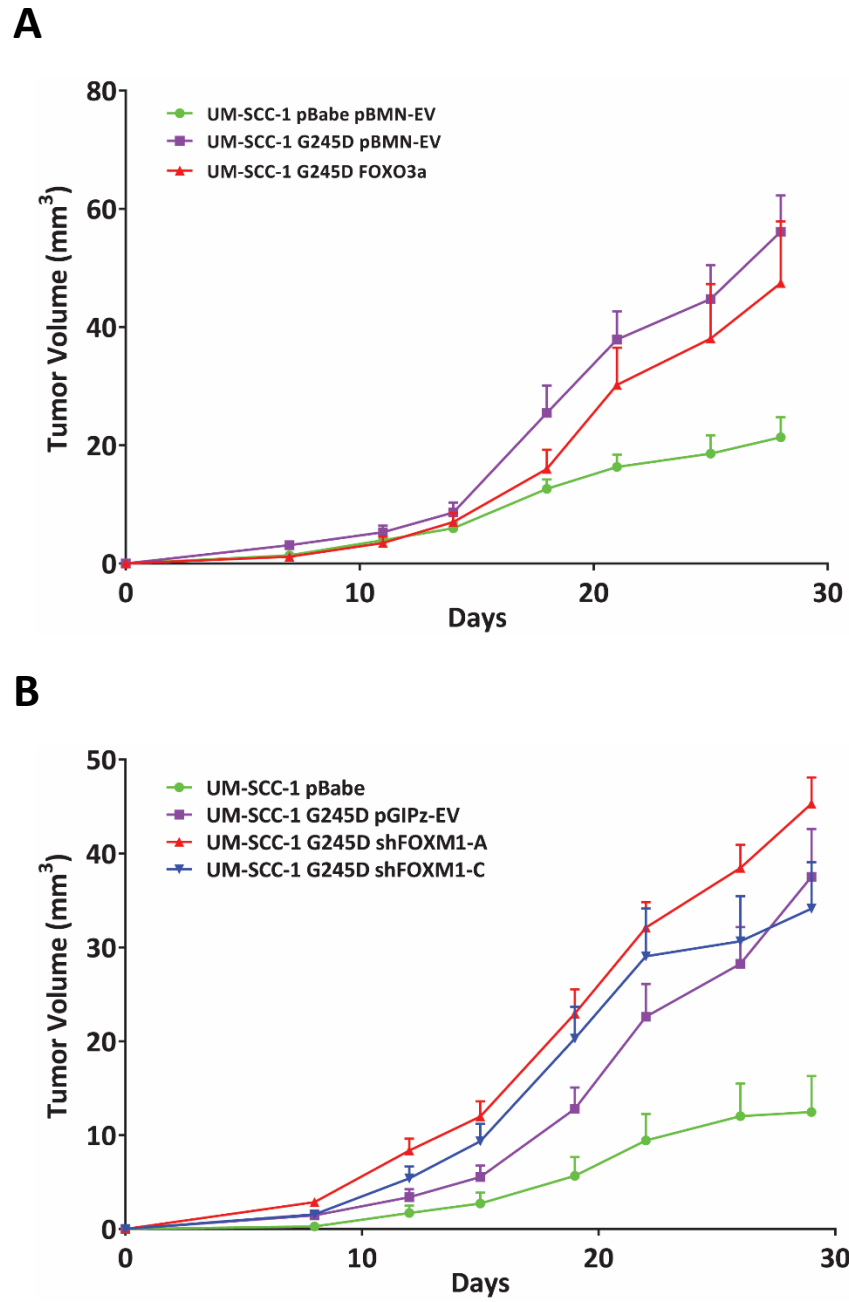 A
80
60
40
20
0
Tumor Volume (mm³)
UM-SCC-1 pBabe pBMN-EV
UM-SCC-1 G245D pBMN-EV
UM-SCC-1 G245D FOXO3a
0 10 20 30
Days
B
50
40
30
20
10
0
Tumor Volume (mm³)
UM-SCC-1 pBabe
UM-SCC-1 G245D pGIPz-EV
UM-SCC-1 G245D shFOXM1-A
UM-SCC-1 G245D shFOXM1-C
0 10 20 30
Days